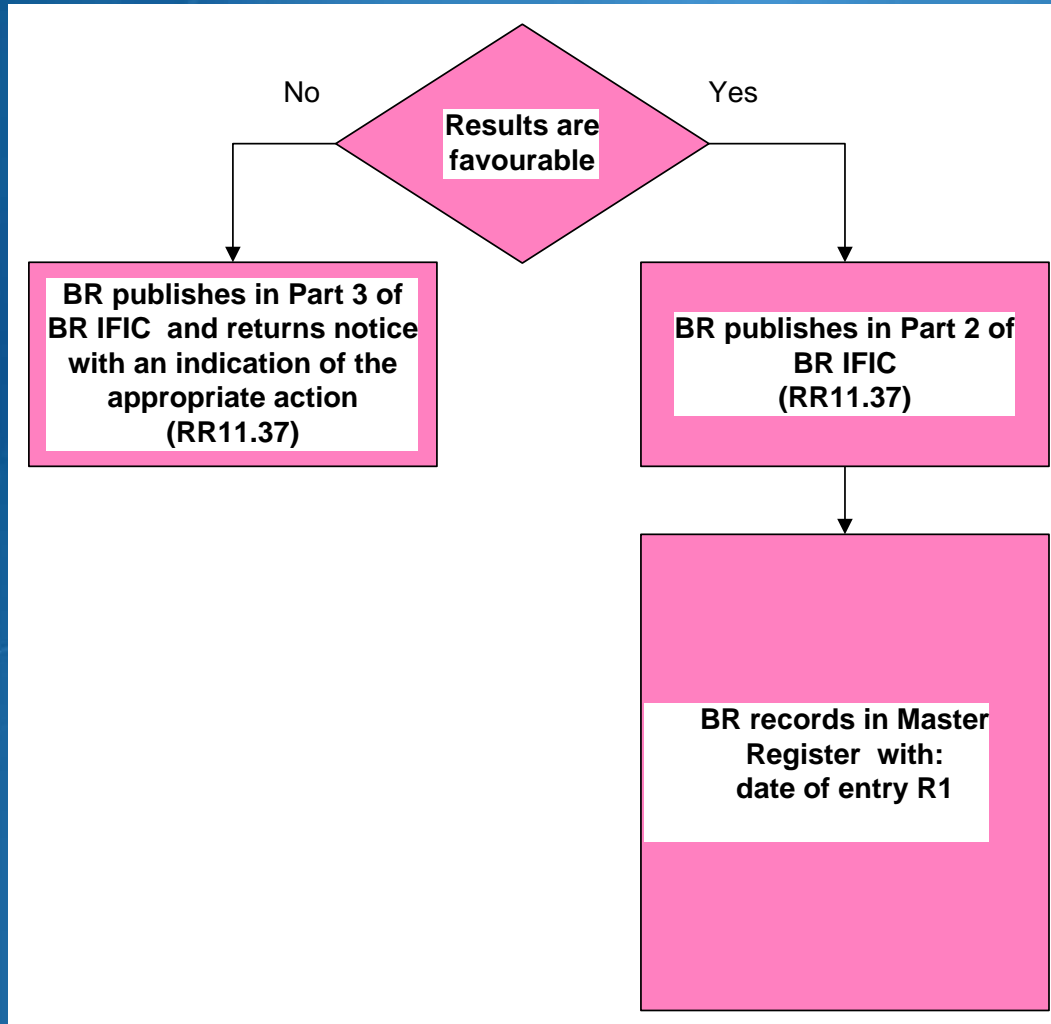 No
Yes
Results are
favourable
BR publishes in Part 3 of
BR IFIC  and returns notice
with an indication of the
appropriate action
(RR11.37)
BR publishes in Part 2 of
BR IFIC
(RR11.37)
BR records in Master
Register  with:
date of entry R1